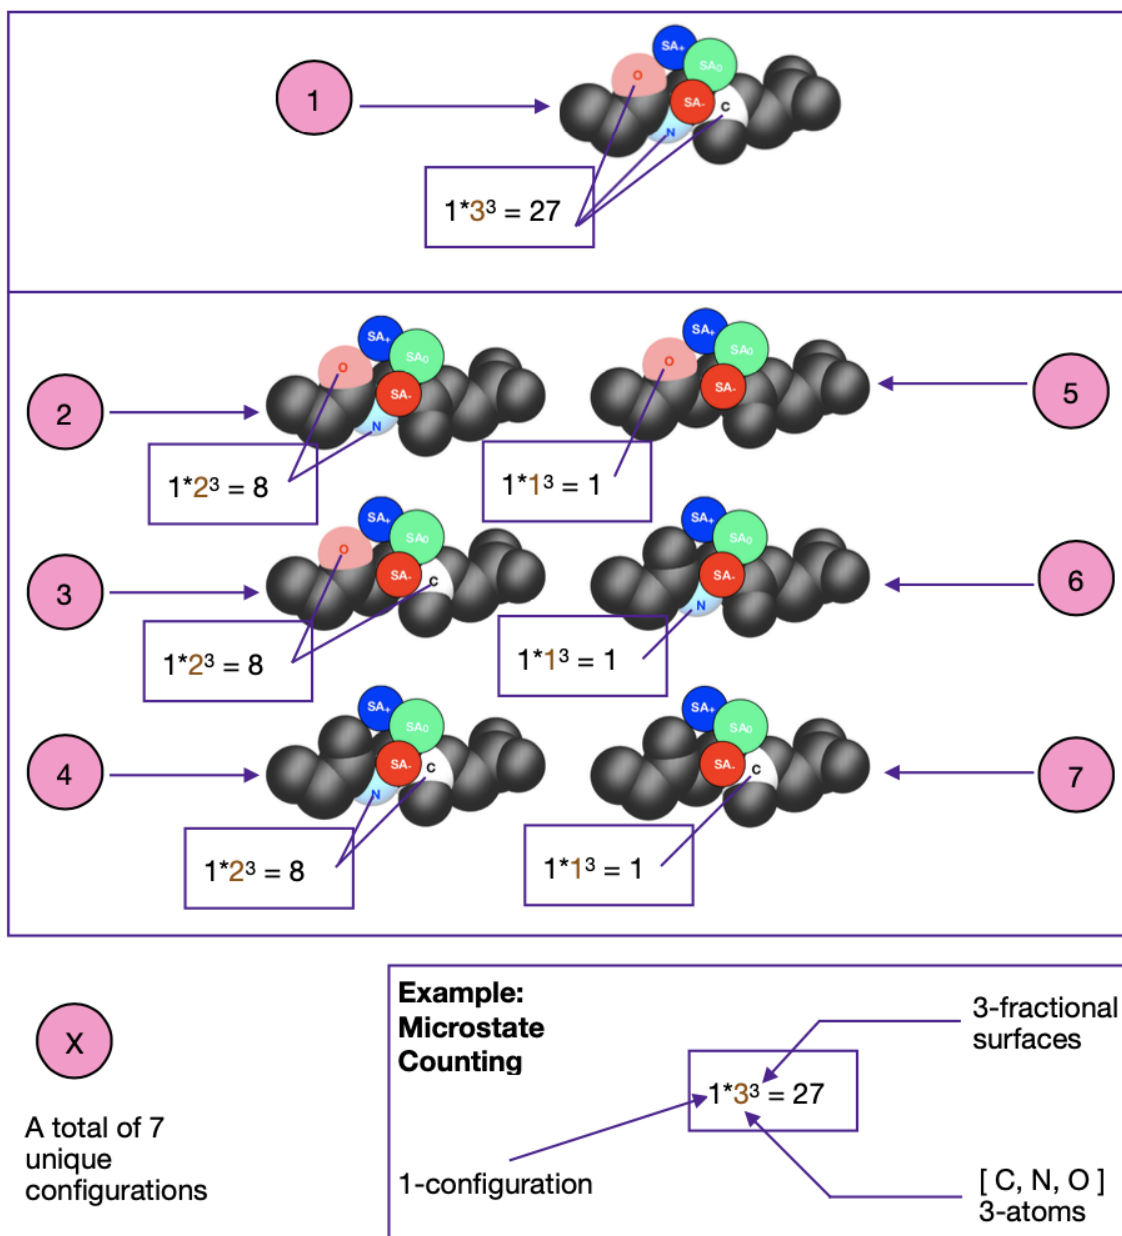 1
SA+
SA0
O
SA-
C
N
1*3³ = 27
2
SA+
SA0
O
SA-
N
1*2³ = 8
5
SA+
SA0
O
SA-
1*1³ = 1
3
SA+
SA0
O
SA-
C
1*2³ = 8
6
SA+
SA0
SA-
N
1*1³ = 1
4
SA+
SA0
SA-
C
N
1*2³ = 8
7
SA+
SA0
SA-
C
1*1³ = 1
X
A total of 7
unique
configurations
Example:
Microstate
Counting
3-fractional
surfaces
1*3³ = 27
1-configuration
[ C, N, O ]
3-atoms